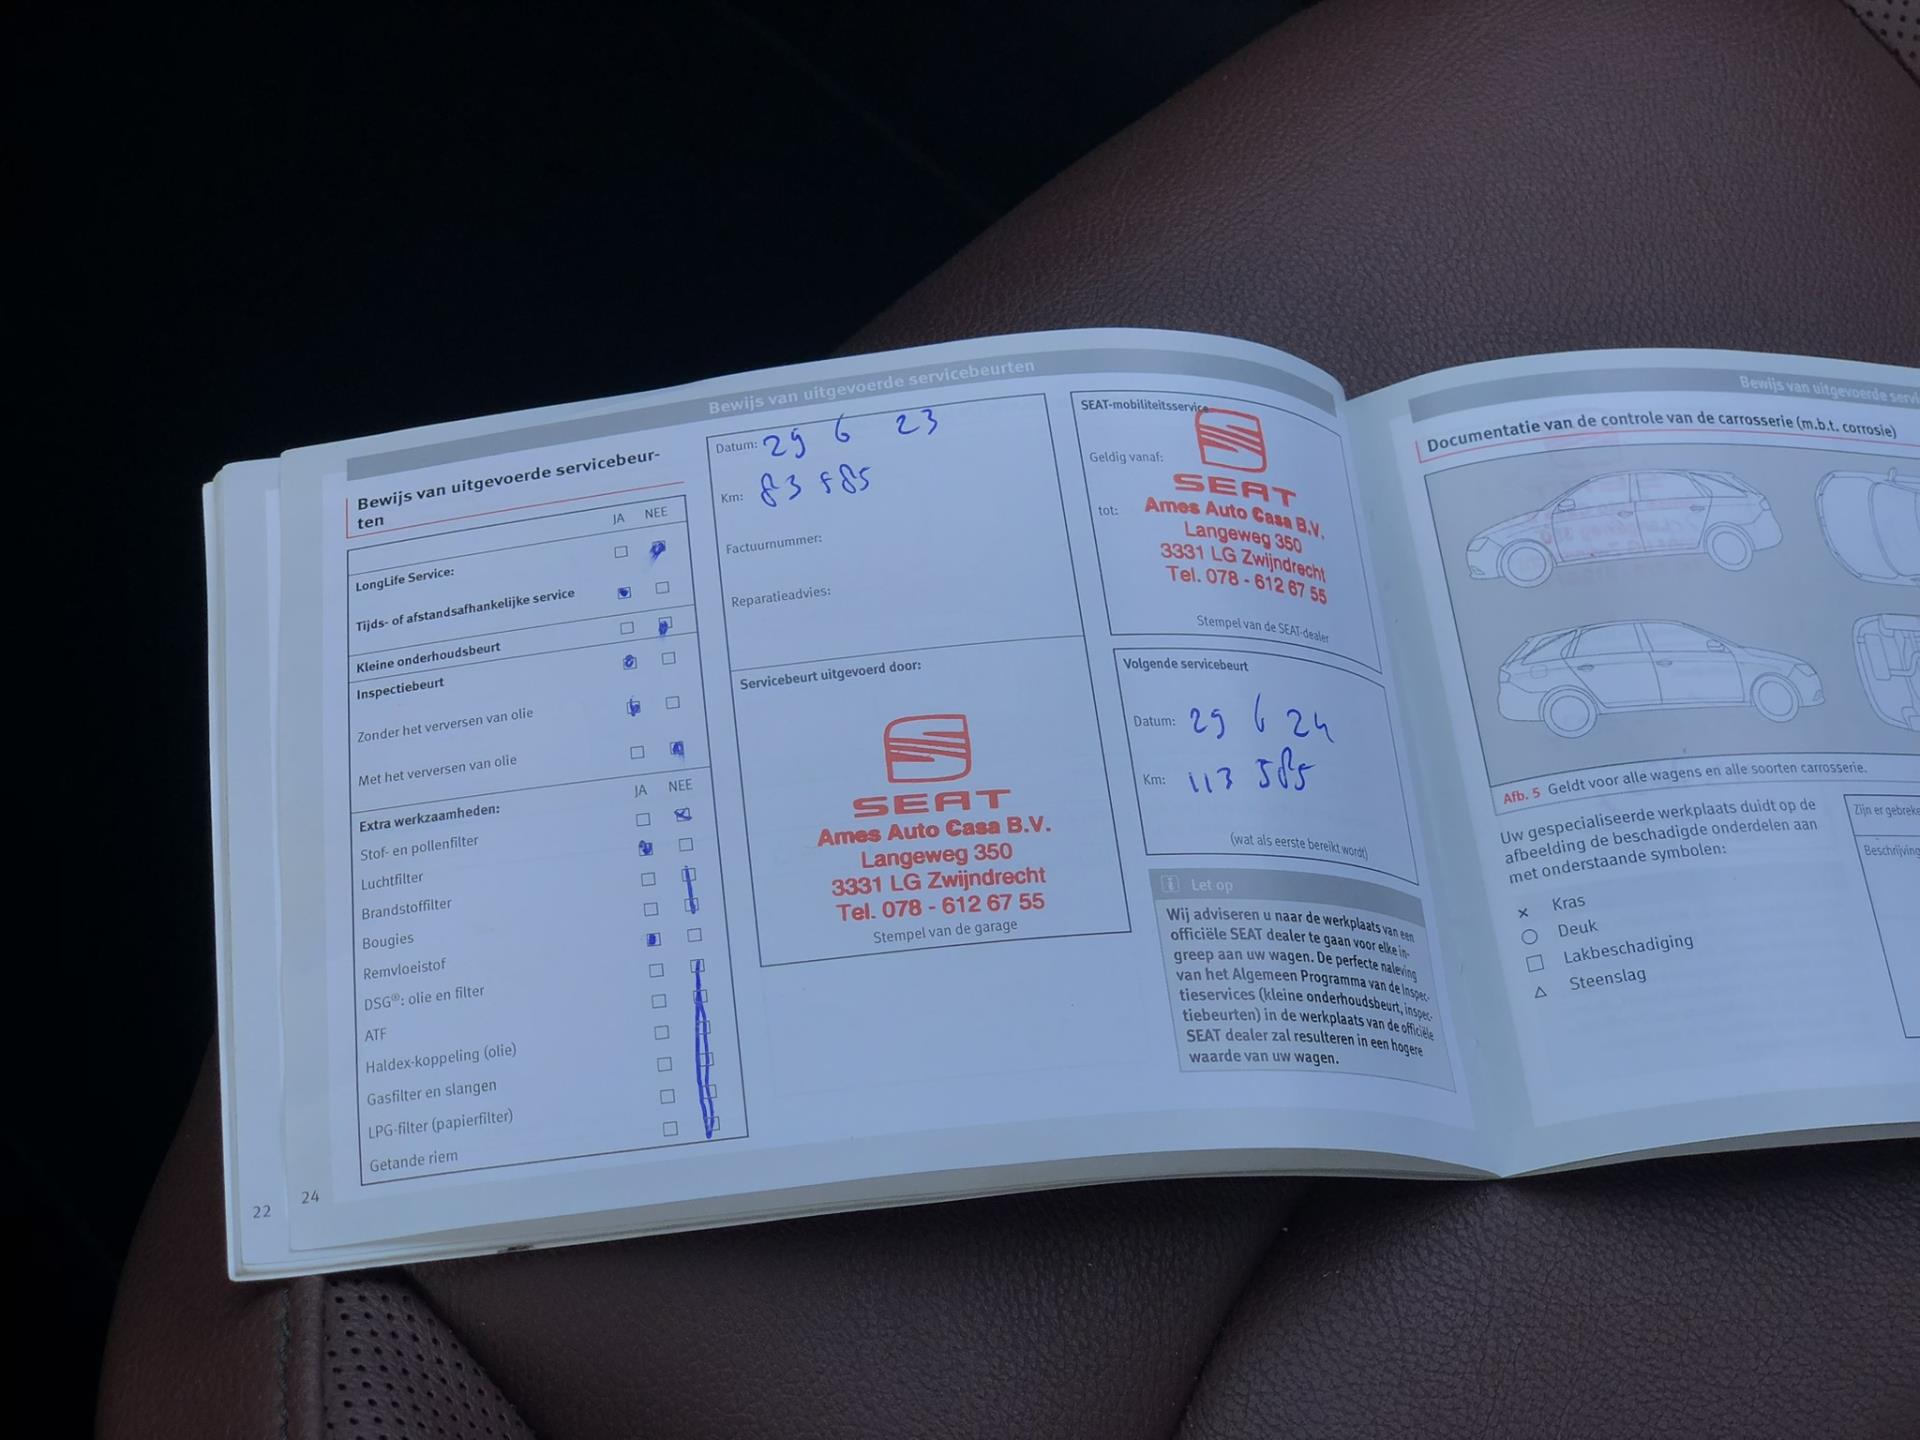 Bewijs van uitgevoerde servicebeurten
Bewijs van uitgevoerde servicebeur-
ten
JA NEE
LongLife Service:
Tijds- of afstandsafhankelijke service
Kleine onderhoudsbeurt
Inspectiebeurt
Zonder het verversen van olie
Met het verversen van olie
Extra werkzaamheden: JA NEE
Stof- en pollenfilter
Luchtfilter
Brandstoffilter
Bougies
Remvloeistof
DSG®: olie en filter
ATF
Haldex-koppeling (olie)
Gasfilter en slangen
LPG-filter (papierfilter)
Getande riem
22
24
Datum: 29 6 23
Km: 83 585
Factuurnummer:
Reparatieadvies:
Servicebeurt uitgevoerd door:
SEAT
Ames Auto Casa B.V.
Langeweg 350
3331 LG Zwijndrecht
Tel. 078 - 612 67 55
Stempel van de garage
SEAT-mobiliteitsservice
Geldig vanaf:
tot:
SEAT
Ames Auto Casa B.V.
Langeweg 350
3331 LG Zwijndrecht
Tel. 078 - 612 67 55
Stempel van de SEAT-dealer
Volgende servicebeurt
Datum: 29 6 24
Km: 113 585
(wat als eerste bereikt wordt)
i Let op
Wij adviseren u naar de werkplaats van een
officiële SEAT dealer te gaan voor elke in-
greep aan uw wagen. De perfecte naleving
van het Algemeen Programma van de Inspec-
tieservices (kleine onderhoudsbeurt, inspec-
tiebeurten) in de werkplaats van de officiële
SEAT dealer zal resulteren in een hogere
waarde van uw wagen.
Bewijs van uitgevoerde servi
Documentatie van de controle van de carrosserie (m.b.t. corrosie)
Afb. 5 Geldt voor alle wagens en alle soorten carrosserie.
Uw gespecialiseerde werkplaats duidt op de
afbeelding de beschadigde onderdelen aan
met onderstaande symbolen:
Kras
Deuk
Lakbeschadiging
Steenslag
Zijn er gebreke
Beschrijving